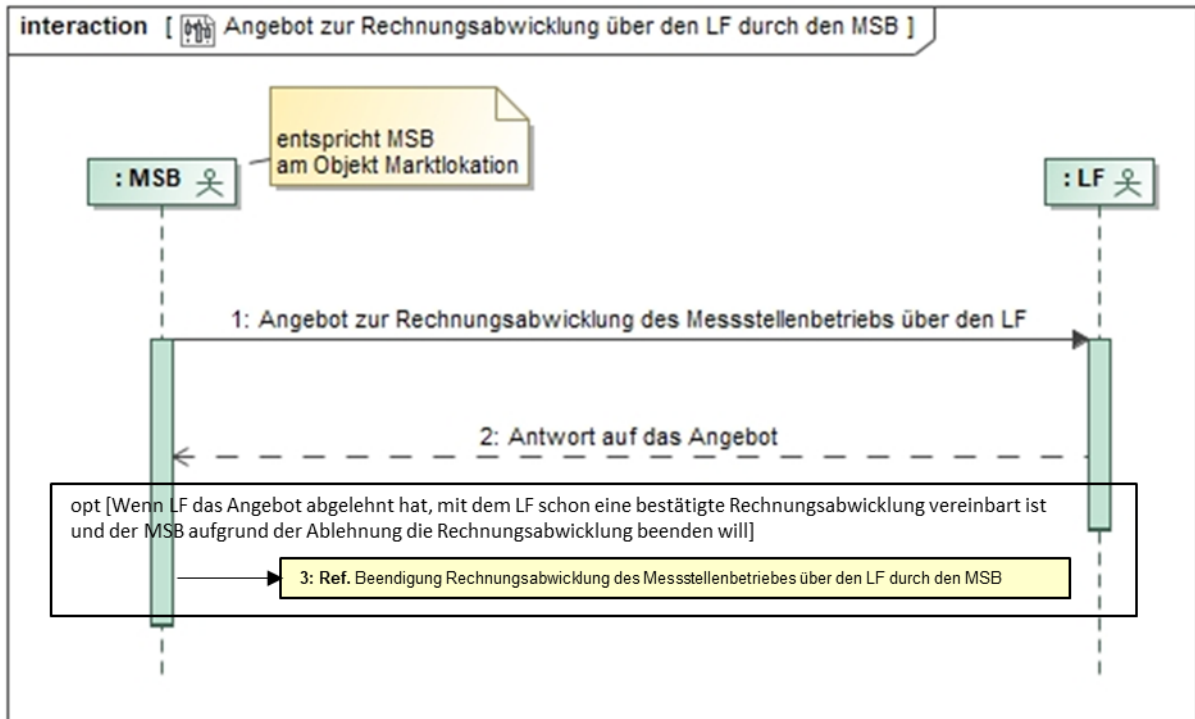 interaction [ Angebot zur Rechnungsabwicklung über den LF durch den MSB ]
entspricht MSB
am Objekt Marktlokation
: MSB
: LF
1: Angebot zur Rechnungsabwicklung des Messstellenbetriebs über den LF
2: Antwort auf das Angebot
opt [Wenn LF das Angebot abgelehnt hat, mit dem LF schon eine bestätigte Rechnungsabwicklung vereinbart ist
und der MSB aufgrund der Ablehnung die Rechnungsabwicklung beenden will]
3: Ref. Beendigung Rechnungsabwicklung des Messstellenbetriebes über den LF durch den MSB